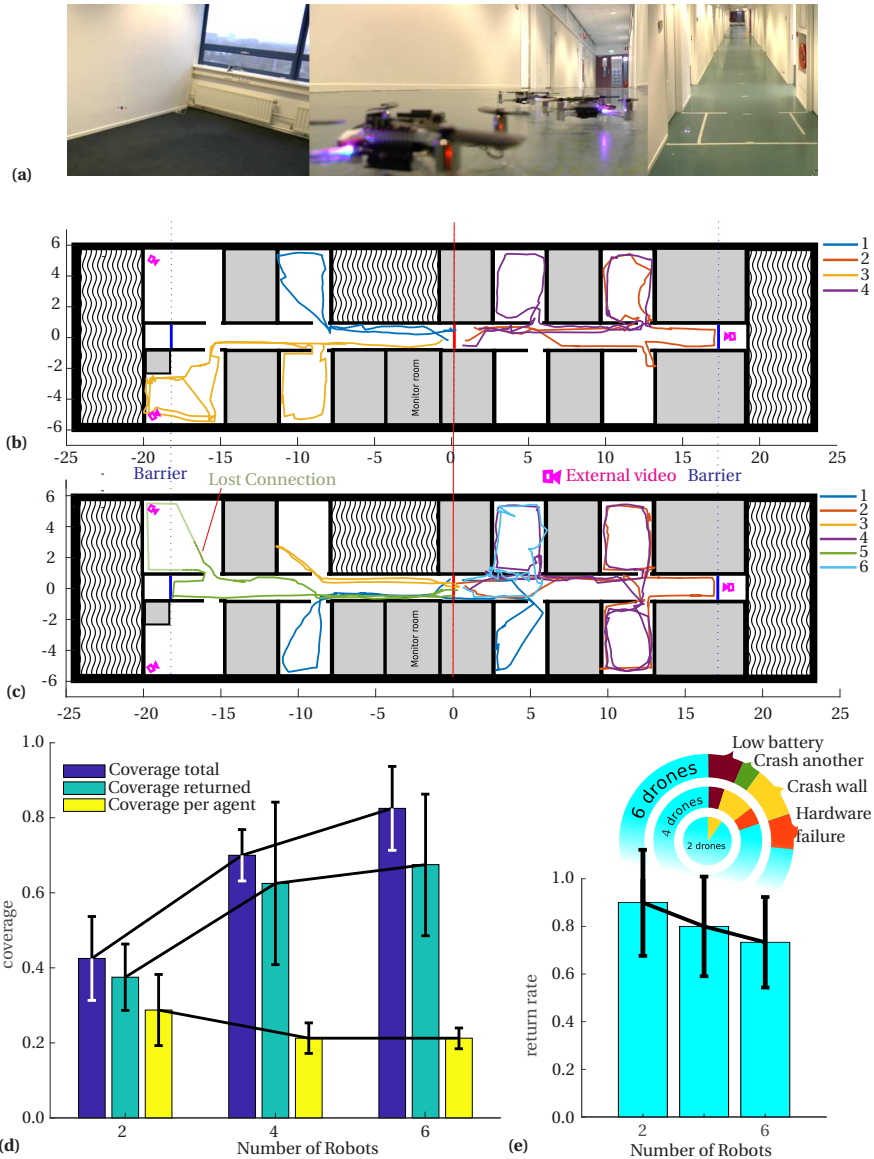 (a)
6
4
2
0
-2
-4
-6
Monitor room
1
2
3
4
(b)
-25 -20 -15 -10 -5 0 5 10 15 20 25
Barrier
Lost Connection
External video
Barrier
6
4
2
0
-2
-4
-6
Monitor room
1
2
3
4
5
6
(c)
-25 -20 -15 -10 -5 0 5 10 15 20 25
1.0
0.8
0.6
0.4
0.2
0.0
coverage
Coverage total
Coverage returned
Coverage per agent
2 4 6
Number of Robots
(d)
Low battery
Crash another
Crash wall
Hardware
failure
6 drones
4 drones
2 drones
1.0
0.8
0.6
0.4
0.2
0.0
return rate
2 4 6
Number of Robots
(e)